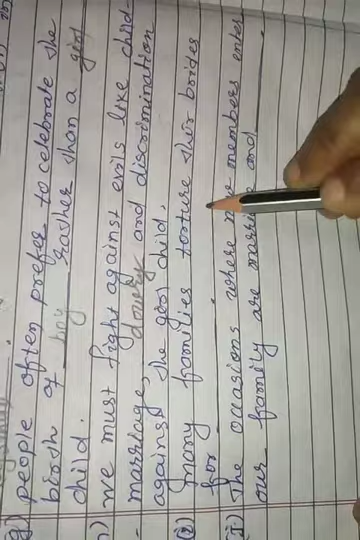 g) people often prefer to celebrate the
birth of boy rather than a girl
child.
h) we must fight against evils like child
marriage, dowry and discrimination
against the girl child.
(i) many families torture their brides
for
(j) The occasions where new members enter
our family are marriage and